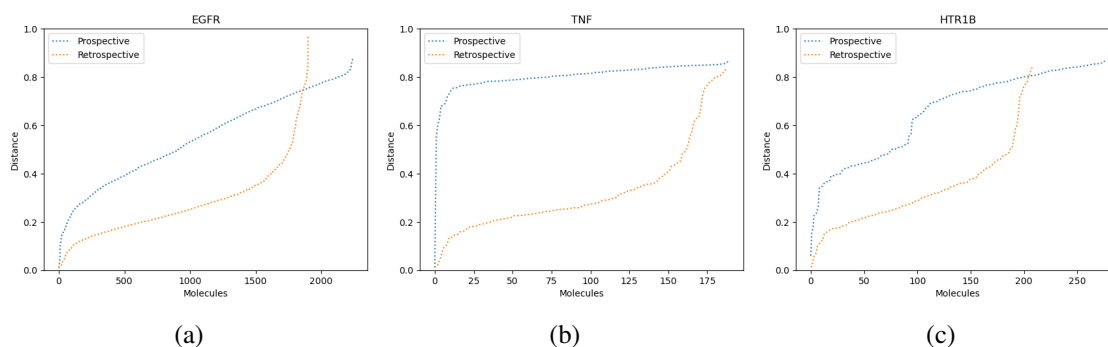 EGFR
1.0
0.8
0.6
0.4
0.2
0.0
Distance
Prospective
Retrospective
0
500
1000
1500
2000
Molecules
(a)
TNF
1.0
0.8
0.6
0.4
0.2
0.0
Distance
Prospective
Retrospective
0
25
50
75
100
125
150
175
Molecules
(b)
HTR1B
1.0
0.8
0.6
0.4
0.2
0.0
Distance
Prospective
Retrospective
0
50
100
150
200
250
Molecules
(c)